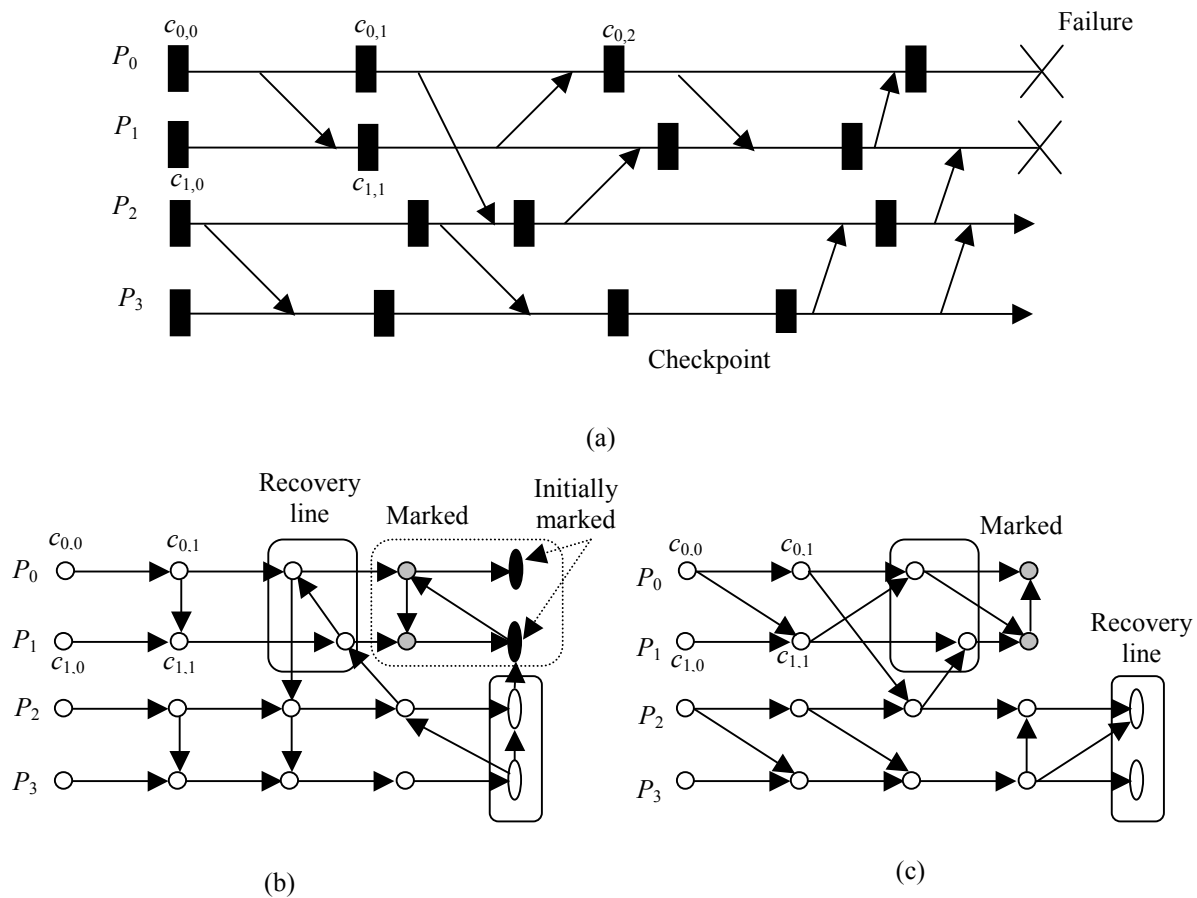 Failure
c0,0
c0,1
c0,2
P0
P1
c1,0
c1,1
P2
P3
Checkpoint
(a)
Recovery
line
Marked
Initially
marked
c0,0
c0,1
P0
P1
c1,0
c1,1
P2
P3
(b)
Marked
c0,0
c0,1
P0
P1
c1,0
c1,1
Recovery
line
P2
P3
(c)